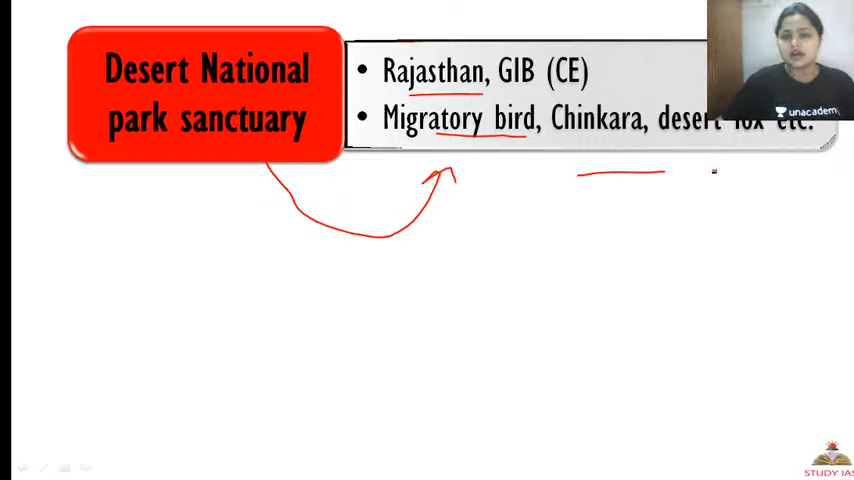 Desert National
park sanctuary
• Rajasthan, GIB (CE)
• Migratory bird, Chinkara, desert fox etc.
unacademy
STUDY IAS